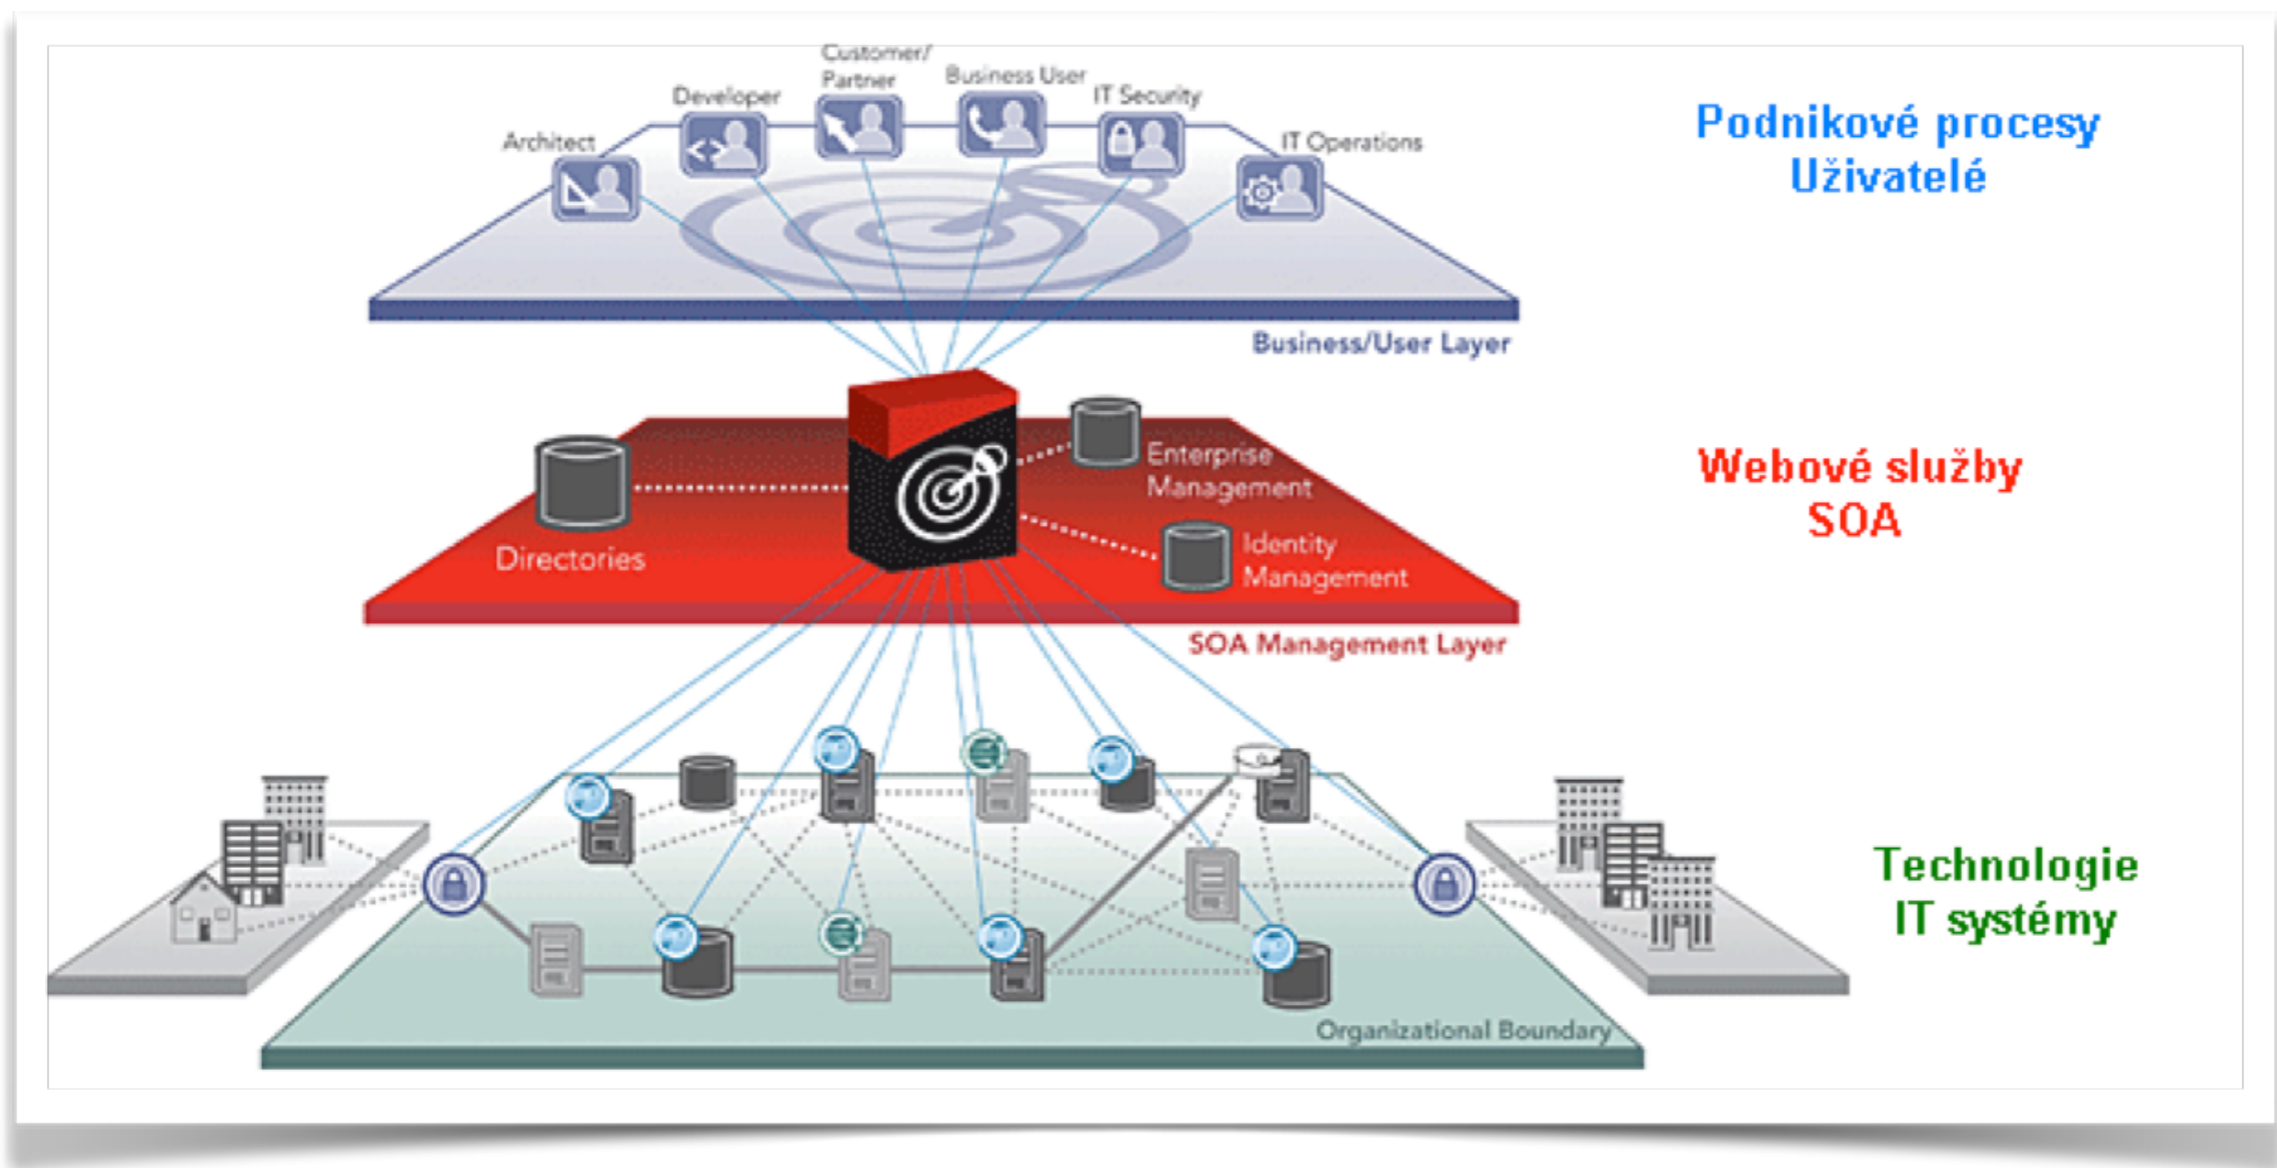 Customer/
Partner
Business User
Developer
IT Security
Architect
IT Operations
Podnikové procesy
Uživatelé
Business/User Layer
Enterprise
Management
Directories
Identity
Management
Webové služby
SOA
SOA Management Layer
Technologie
IT systémy
Organizational Boundary